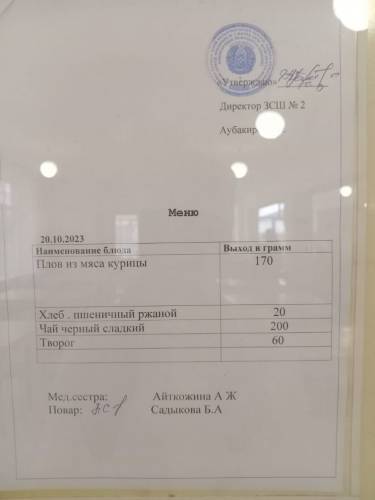 «Утверждаю»
Директор ЗСШ № 2
Аубакир
Меню
20.10.2023
Наименование блюда Выход в грамм
Плов из мяса курицы 170
Хлеб . пшеничный ржаной 20
Чай черный сладкий 200
Творог 60
Мед.сестра: Айткожина А Ж
Повар: Садыкова Б.А